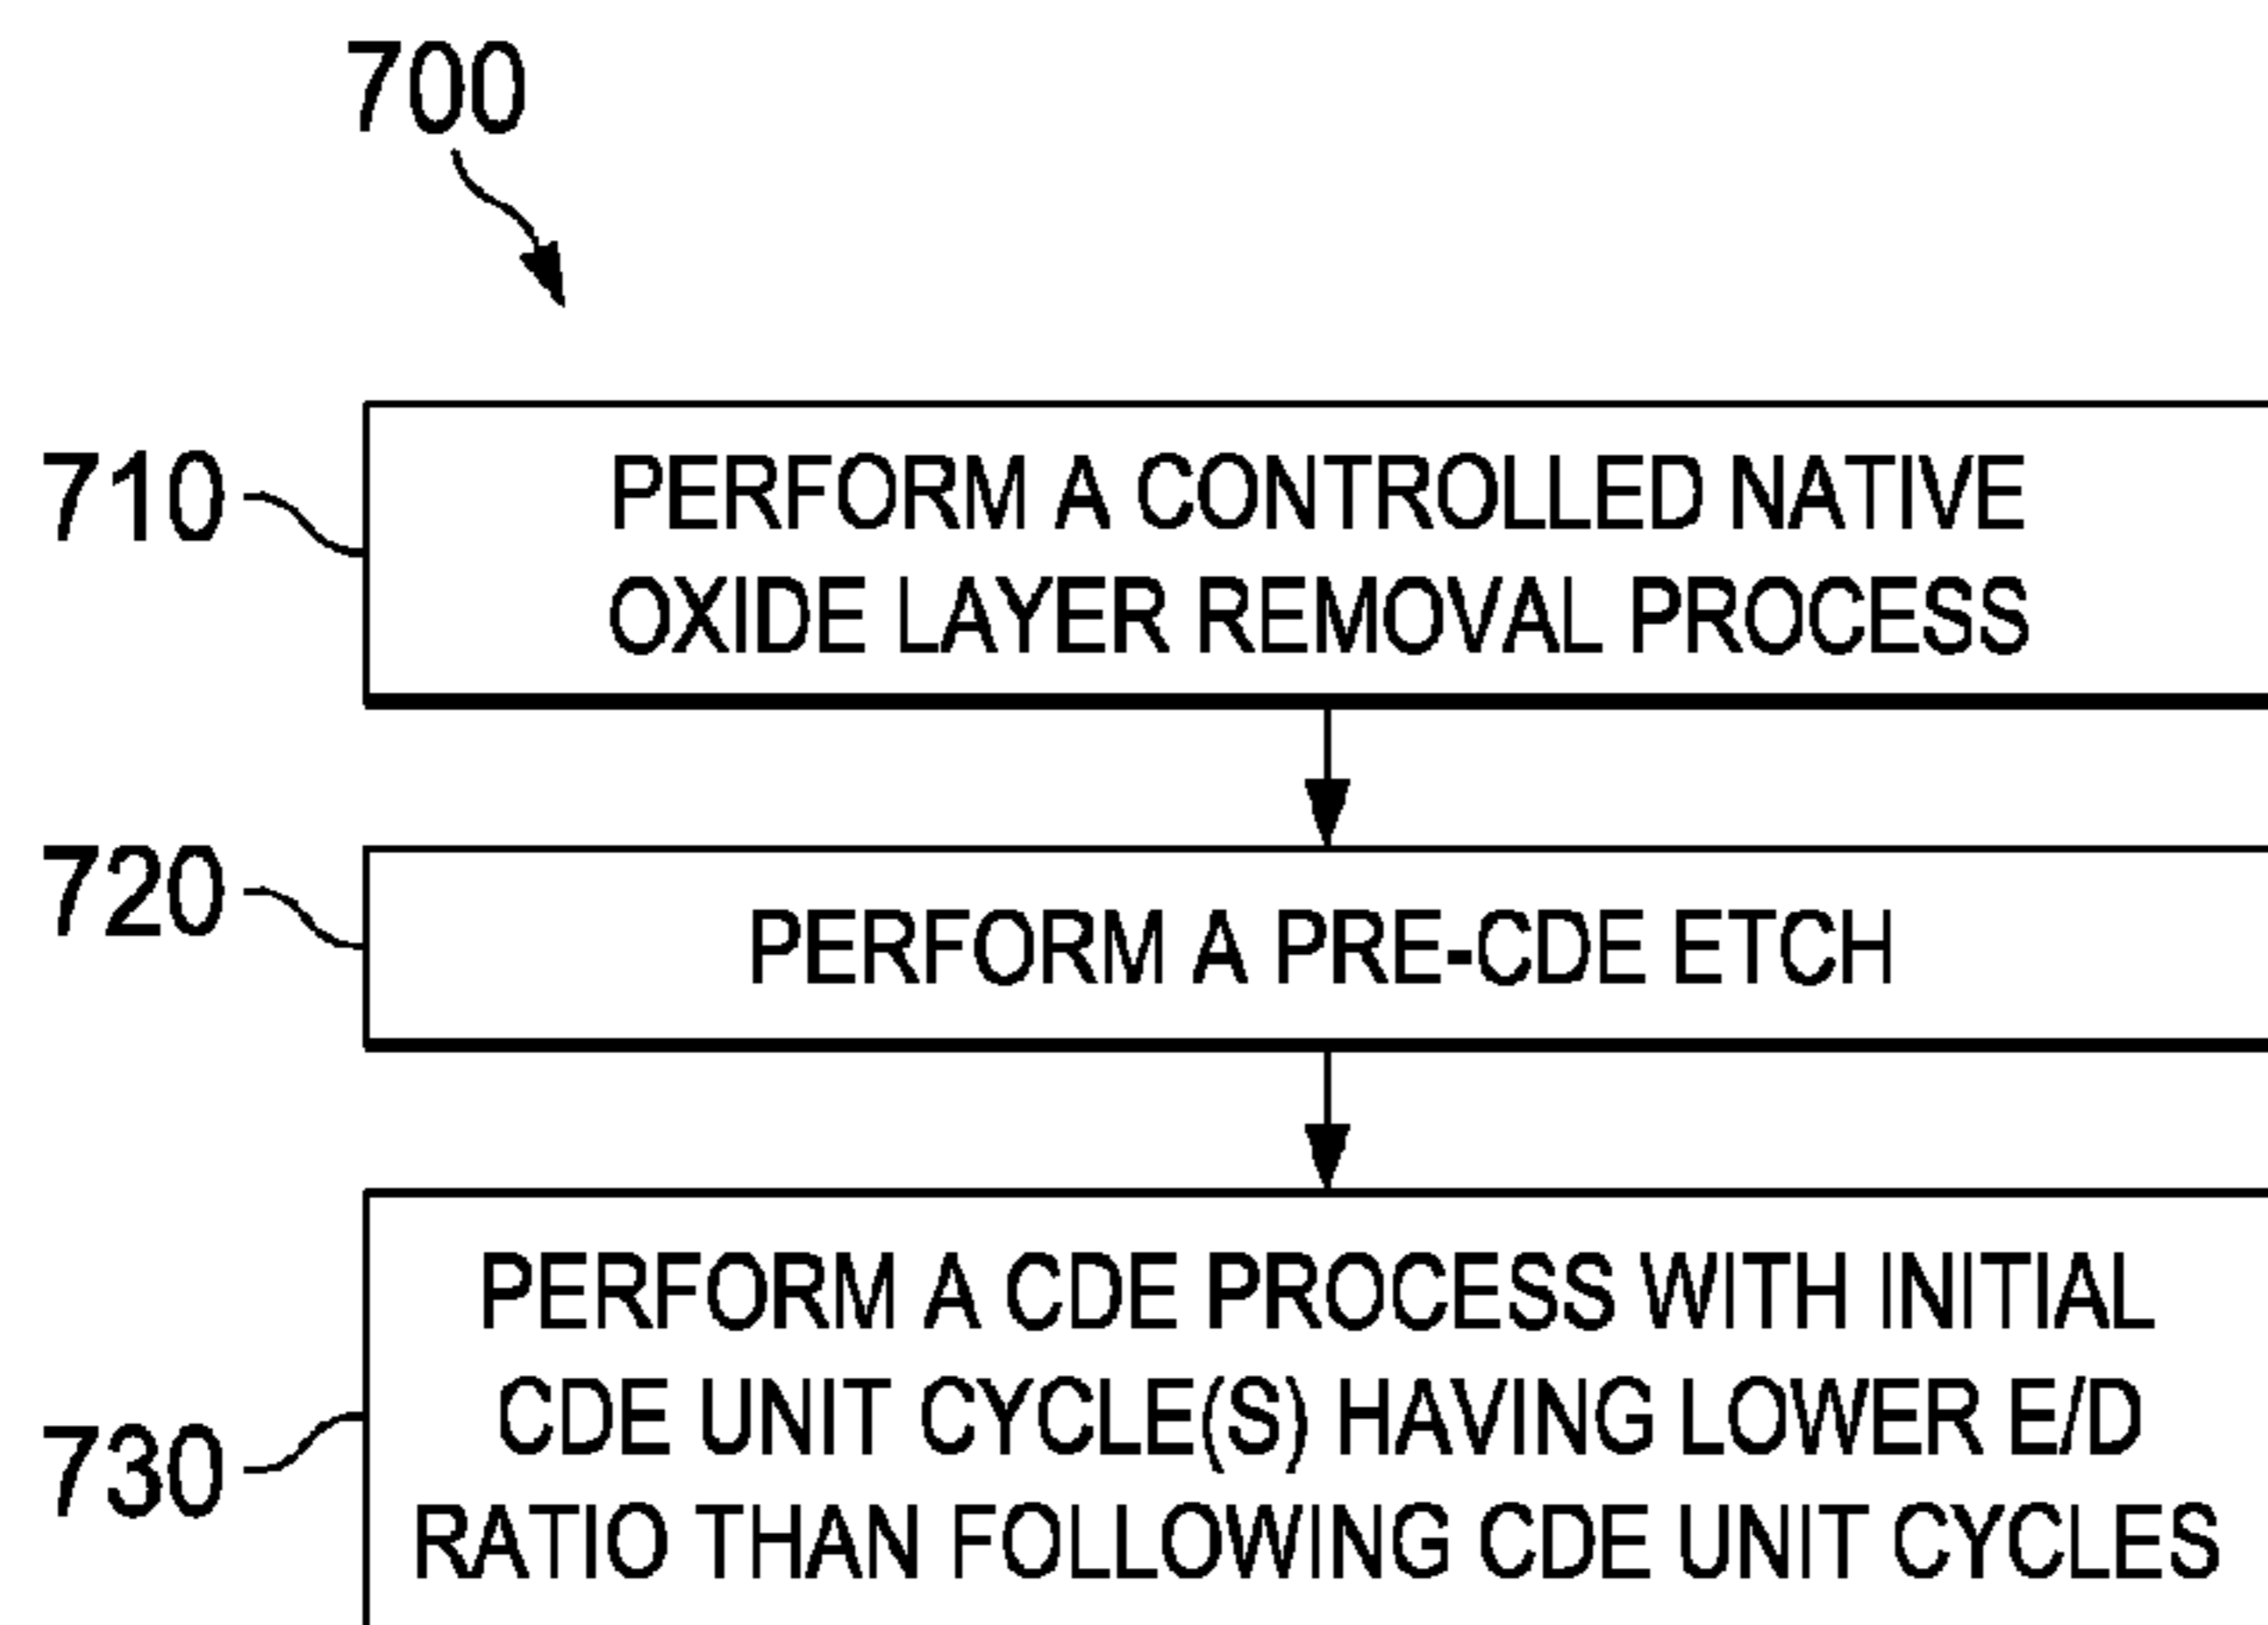 700
710
PERFORM A CONTROLLED NATIVE
OXIDE LAYER REMOVAL PROCESS
720
PERFORM A PRE-CDE ETCH
730
PERFORM A CDE PROCESS WITH INITIAL
CDE UNIT CYCLE(S) HAVING LOWER E/D
RATIO THAN FOLLOWING CDE UNIT CYCLES